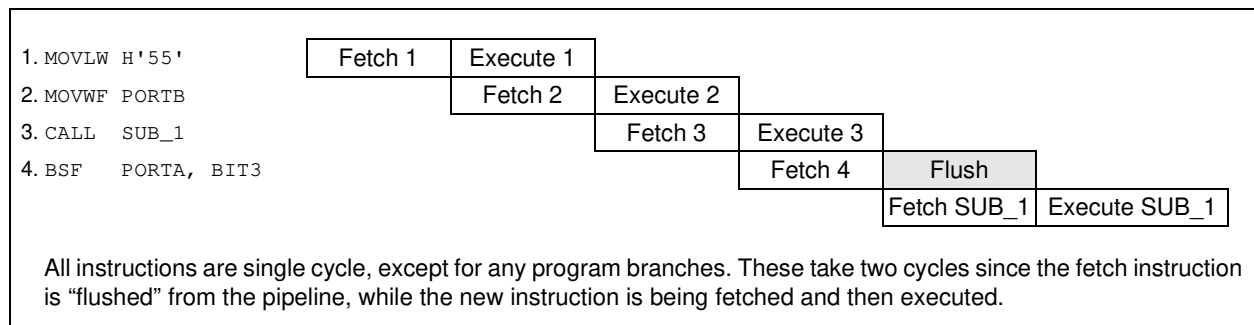 1. MOVLW H'55' Fetch 1 Execute 1
2. MOVWF PORTB Fetch 2 Execute 2
3. CALL SUB_1 Fetch 3 Execute 3
4. BSF PORTA, BIT3 Fetch 4 Flush
Fetch SUB_1 Execute SUB_1
All instructions are single cycle, except for any program branches. These take two cycles since the fetch instruction
is “flushed” from the pipeline, while the new instruction is being fetched and then executed.